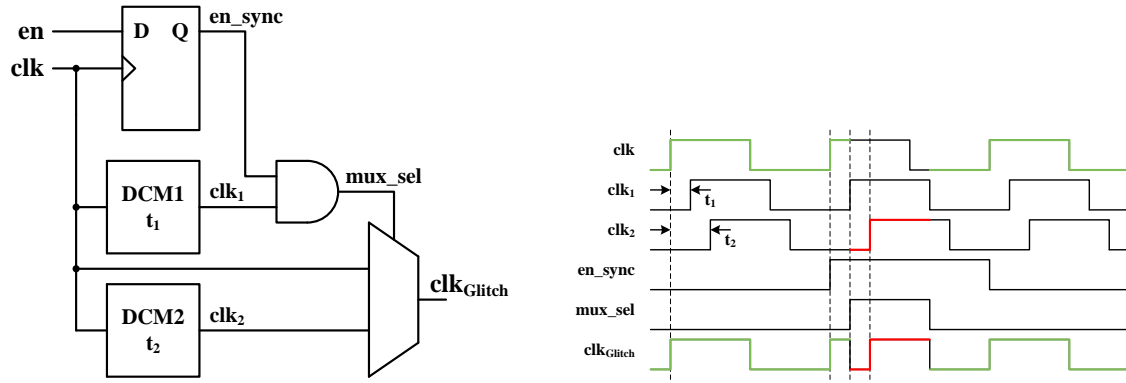 en
clk
D Q
en_sync
DCM1
t1
clk1
mux_sel
DCM2
t2
clk2
clkGlitch
clk
clk1
t1
clk2
t2
en_sync
mux_sel
clkGlitch